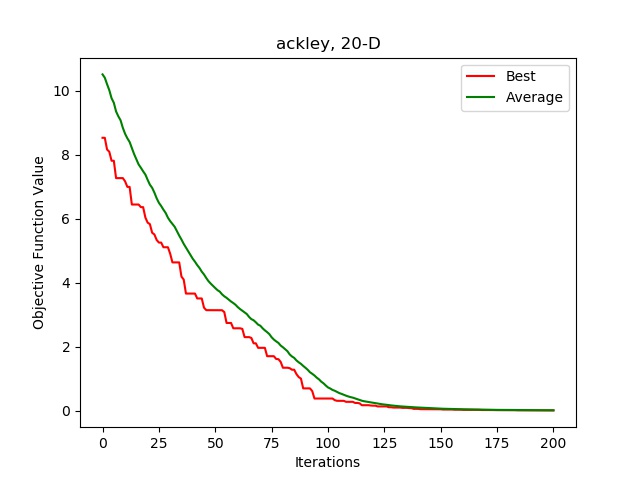 ackley, 20-D
Best
Average
10
8
6
4
2
0
Objective Function Value
0 25 50 75 100 125 150 175 200
Iterations